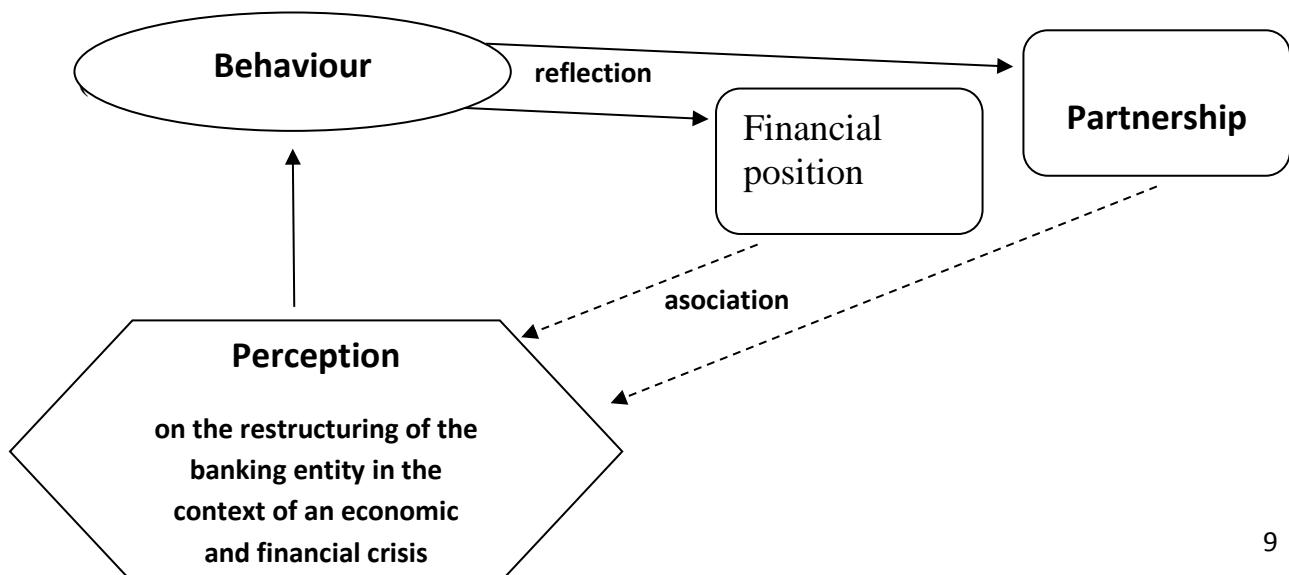 Behaviour
reflection
Partnership
Financial
position
asociation
Perception
on the restructuring of the
banking entity in the
context of an economic
and financial crisis
9